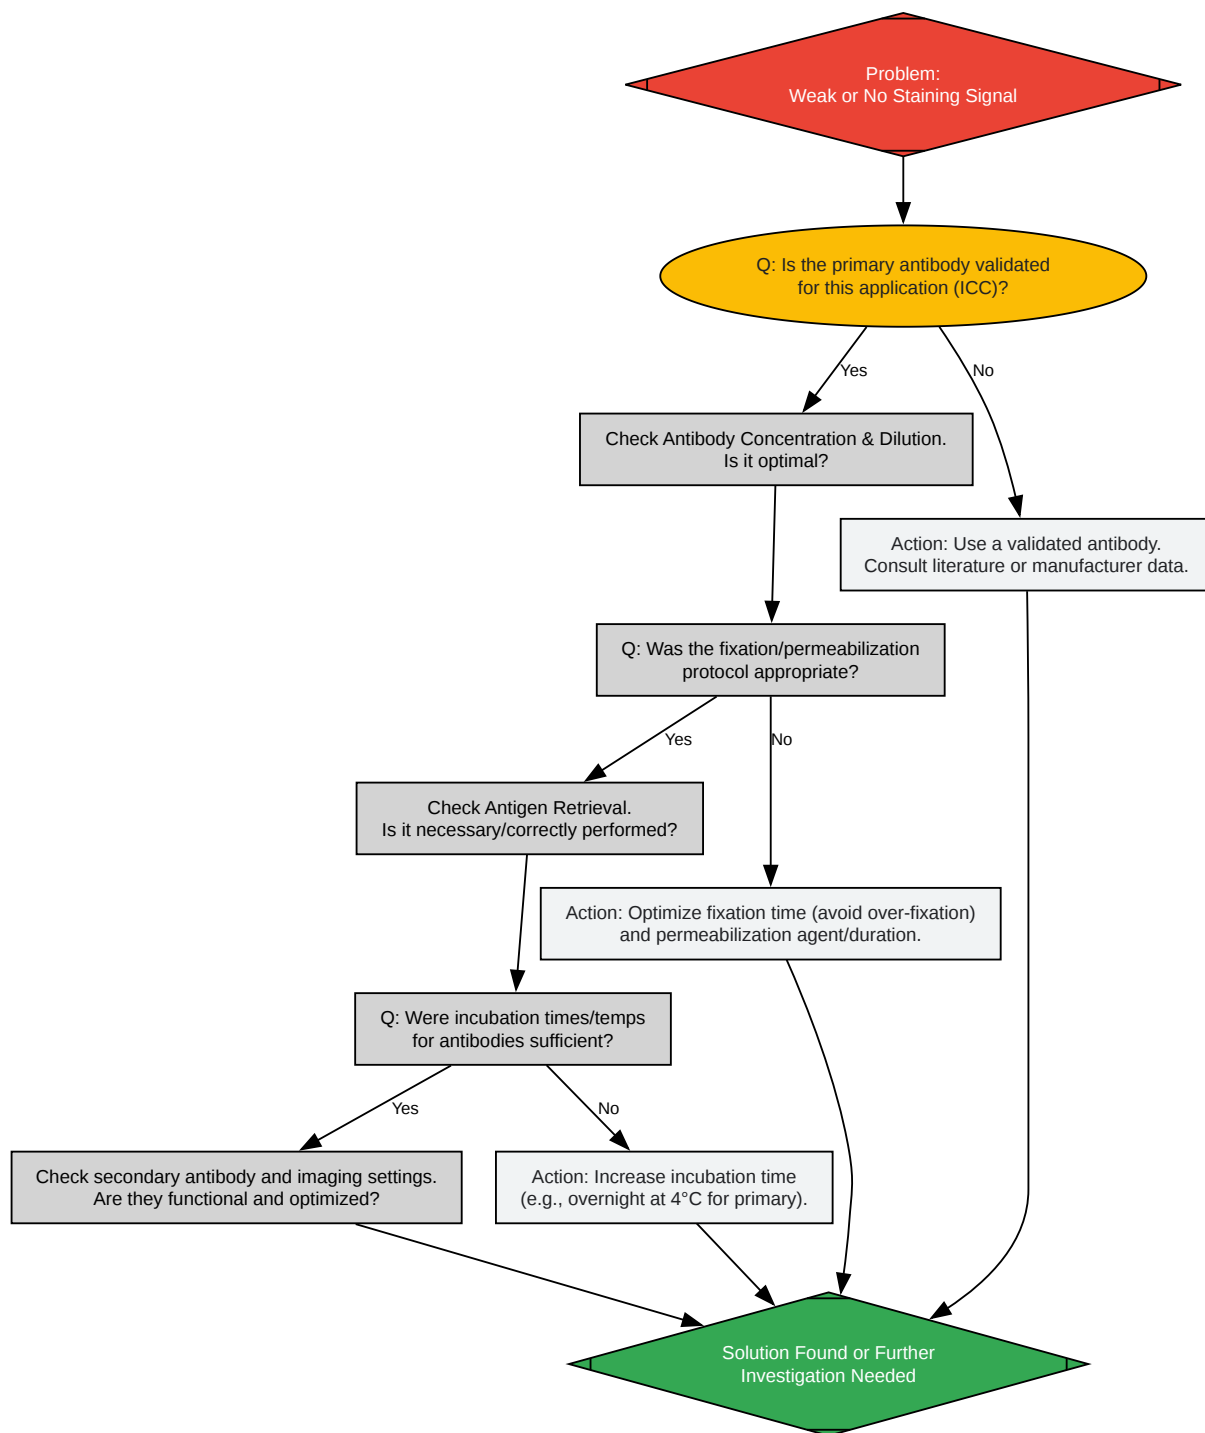 Problem:
Weak or No Staining Signal
Q: Is the primary antibody validated
for this application (ICC)?
Yes
No
Check Antibody Concentration & Dilution.
Is it optimal?
Action: Use a validated antibody.
Consult literature or manufacturer data.
Q: Was the fixation/permeabilization
protocol appropriate?
Yes
No
Check Antigen Retrieval.
Is it necessary/correctly performed?
Action: Optimize fixation time (avoid over-fixation)
and permeabilization agent/duration.
Q: Were incubation times/temps
for antibodies sufficient?
Yes
No
Check secondary antibody and imaging settings.
Are they functional and optimized?
Action: Increase incubation time
(e.g., overnight at 4°C for primary).
Solution Found or Further
Investigation Needed